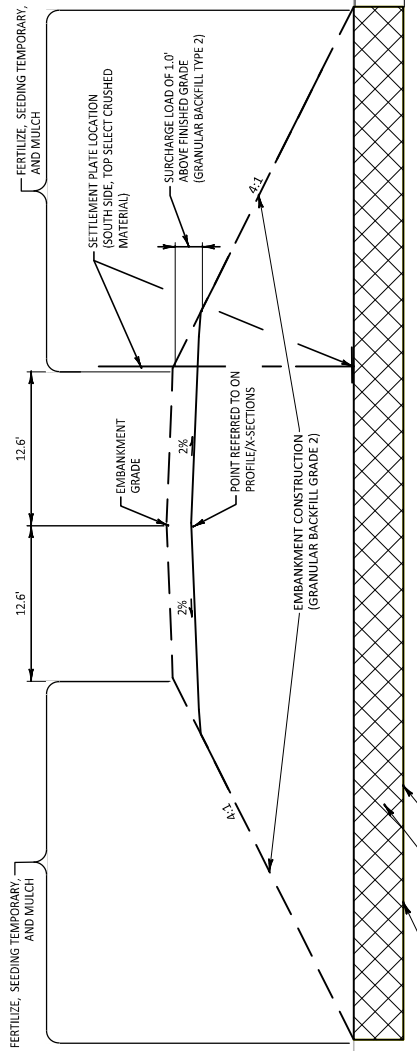 FERTILIZE, SEEDING TEMPORARY,
AND MULCH
12.6'
12.6'
FERTILIZE, SEEDING TEMPORARY,
AND MULCH
EMBANKMENT
GRADE
SETTLEMENT PLATE LOCATION
(SOUTH SIDE, TOP SELECT CRUSHED
MATERIAL)
SURCHARGE LOAD OF 1.0'
ABOVE FINISHED GRADE
(GRANULAR BACKFILL TYPE 2)
2%
2%
4:1
4:1
POINT REFERRED TO ON
PROFILE/X-SECTIONS
EMBANKMENT CONSTRUCTION
(GRANULAR BACKFILL GRADE 2)